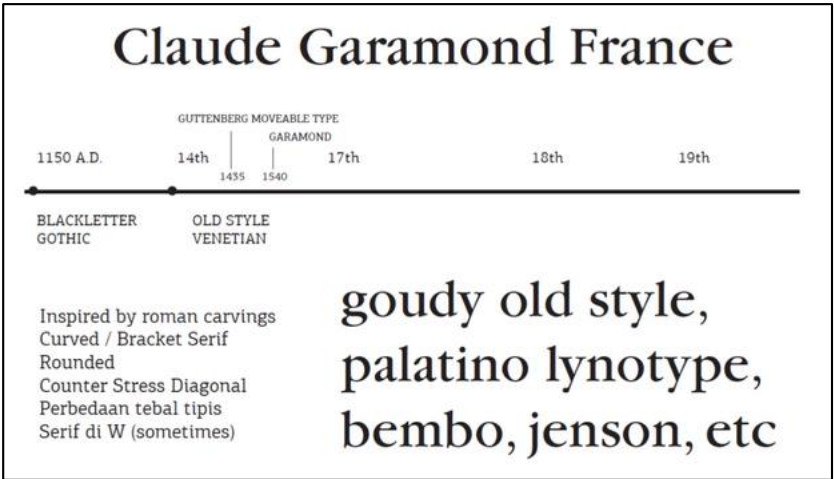 Claude Garamond France
GUTTENBERG MOVEABLE TYPE
GARAMOND
1150 A.D. 14th 17th 18th 19th
1435 1540
BLACKLETTER
GOTHIC
OLD STYLE
VENETIAN
Inspired by roman carvings
Curved / Bracket Serif
Rounded
Counter Stress Diagonal
Perbedaan tebal tipis
Serif di W (sometimes)
goudy old style,
palatino lynotype,
bembo, jenson, etc